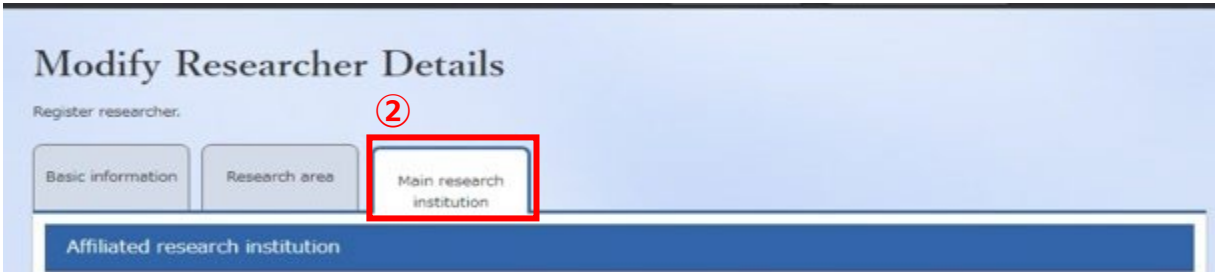 Modify Researcher Details
Register researcher.
②
Basic information
Research area
Main research
institution
Affiliated research institution